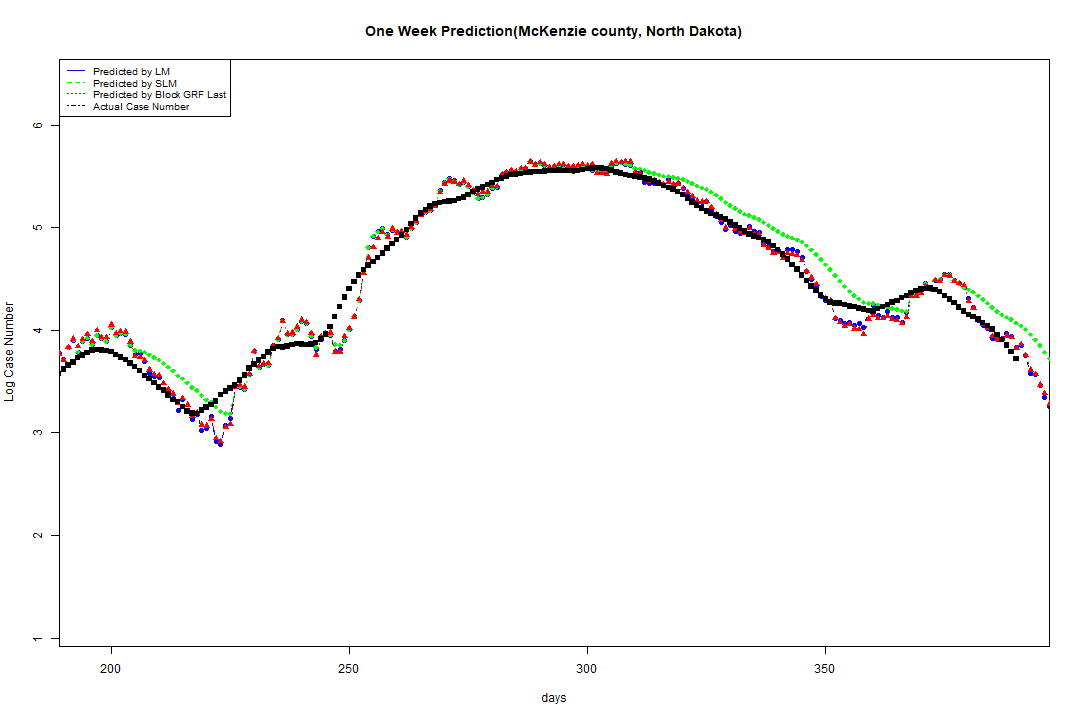 One Week Prediction(McKenzie county, North Dakota)
Predicted by LM
Predicted by SLM
Predicted by Block GRF Last
Actual Case Number
Log Case Number
6
5
4
3
2
1
200 250 300 350
days